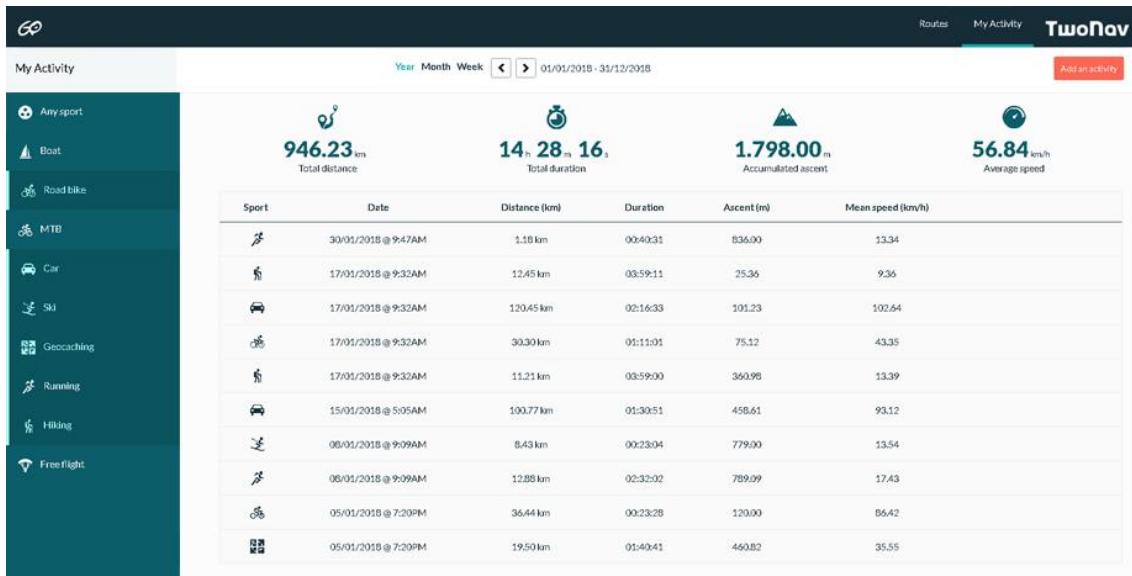 GO
Routes My Activity TwoNav
My Activity
Year Month Week < > 01/01/2018 - 31/12/2018
Add an activity
Any sport
Boat
Road bike
MTB
Car
Ski
Geocaching
Running
Hiking
Free flight
946.23 km
Total distance
14 h 28 m 16 s
Total duration
1.798.00 m
Accumulated ascent
56.84 km/h
Average speed
Sport Date Distance (km) Duration Ascent (m) Mean speed (km/h)
30/01/2018 @ 9:47AM 1.18 km 00:40:31 836.00 13.34
17/01/2018 @ 9:32AM 12.45 km 03:59:11 25.36 9.36
17/01/2018 @ 9:32AM 120.45 km 02:16:33 101.23 102.64
17/01/2018 @ 9:32AM 30.30 km 01:11:01 75.12 43.35
17/01/2018 @ 9:32AM 11.21 km 03:59:00 360.98 13.39
15/01/2018 @ 5:05AM 100.77 km 01:30:51 458.61 93.12
08/01/2018 @ 9:09AM 8.43 km 00:23:04 779.00 13.54
08/01/2018 @ 9:09AM 12.88 km 02:32:02 789.09 17.43
05/01/2018 @ 7:20PM 36.44 km 00:23:28 120.00 86.42
05/01/2018 @ 7:20PM 19.50 km 01:40:41 460.82 35.55